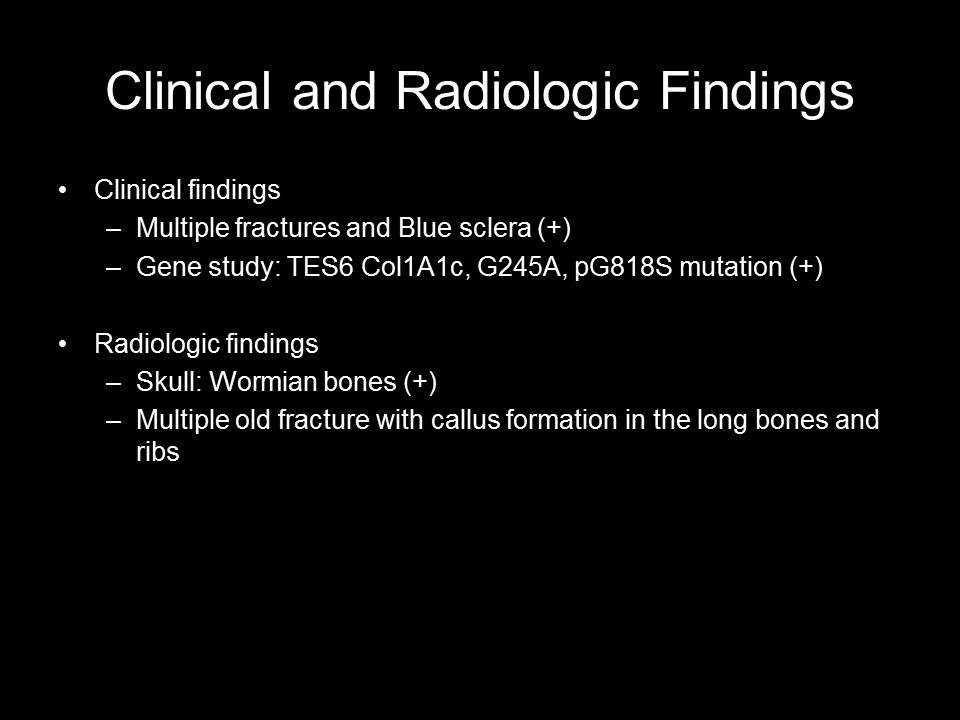 Clinical and Radiologic Findings
• Clinical findings
– Multiple fractures and Blue sclera (+)
– Gene study: TES6 Col1A1c, G245A, pG818S mutation (+)
• Radiologic findings
– Skull: Wormian bones (+)
– Multiple old fracture with callus formation in the long bones and
ribs